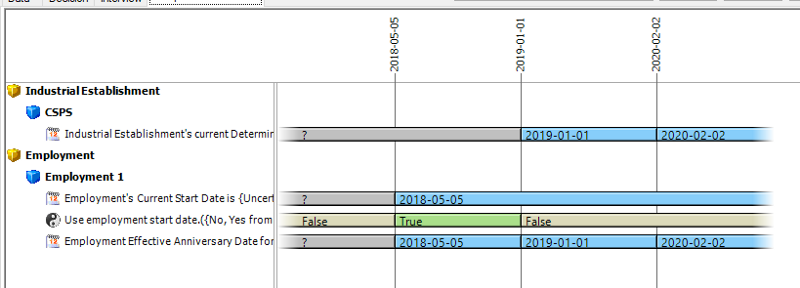 Data Decision Interview
2018-05-05 2019-01-01 2020-02-02
Industrial Establishment
CSPS
Industrial Establishment's current Determin ? 2019-01-01 2020-02-02
Employment
Employment 1
Employment's Current Start Date is {Uncert ? 2018-05-05
Use employment start date.({No, Yes from False True False
Employment Effective Anniversary Date for ? 2018-05-05 2019-01-01 2020-02-02